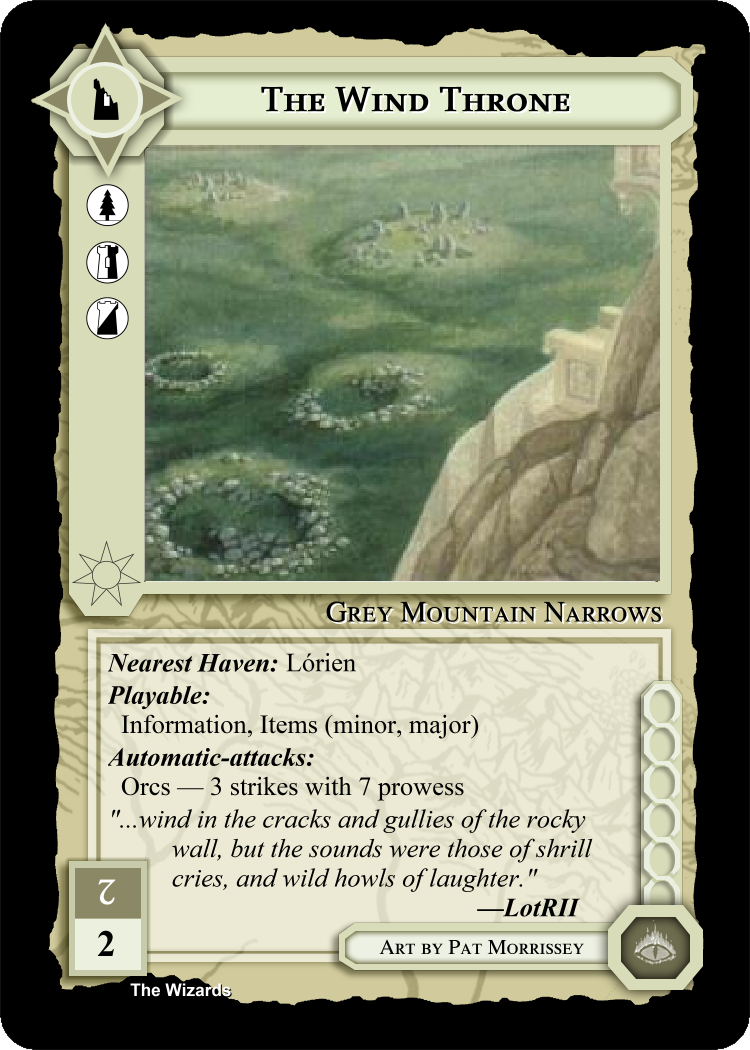 The Wind Throne
Grey Mountain Narrows
Nearest Haven: Lórien
Playable:
Information, Items (minor, major)
Automatic-attacks:
Orcs — 3 strikes with 7 prowess
"...wind in the cracks and gullies of the rocky
wall, but the sounds were those of shrill
cries, and wild howls of laughter."
—LotRII
2
Art by Pat Morrissey
The Wizards